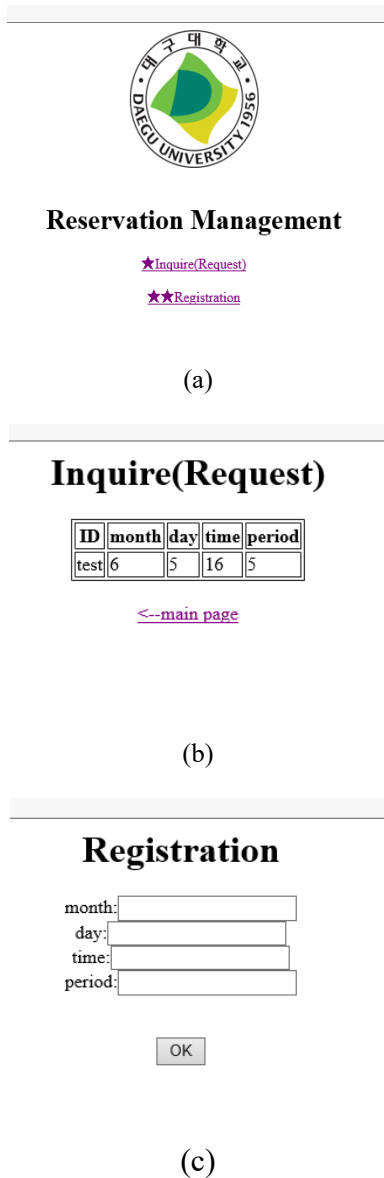 · 대 구 대 학 교 ·
DAEGU UNIVERSITY 1956
Reservation Management
★Inquire(Request)
★★Registration
(a)
Inquire(Request)
ID month day time period
test 6 5 16 5
<--main page
(b)
Registration
month:
day:
time:
period:
OK
(c)